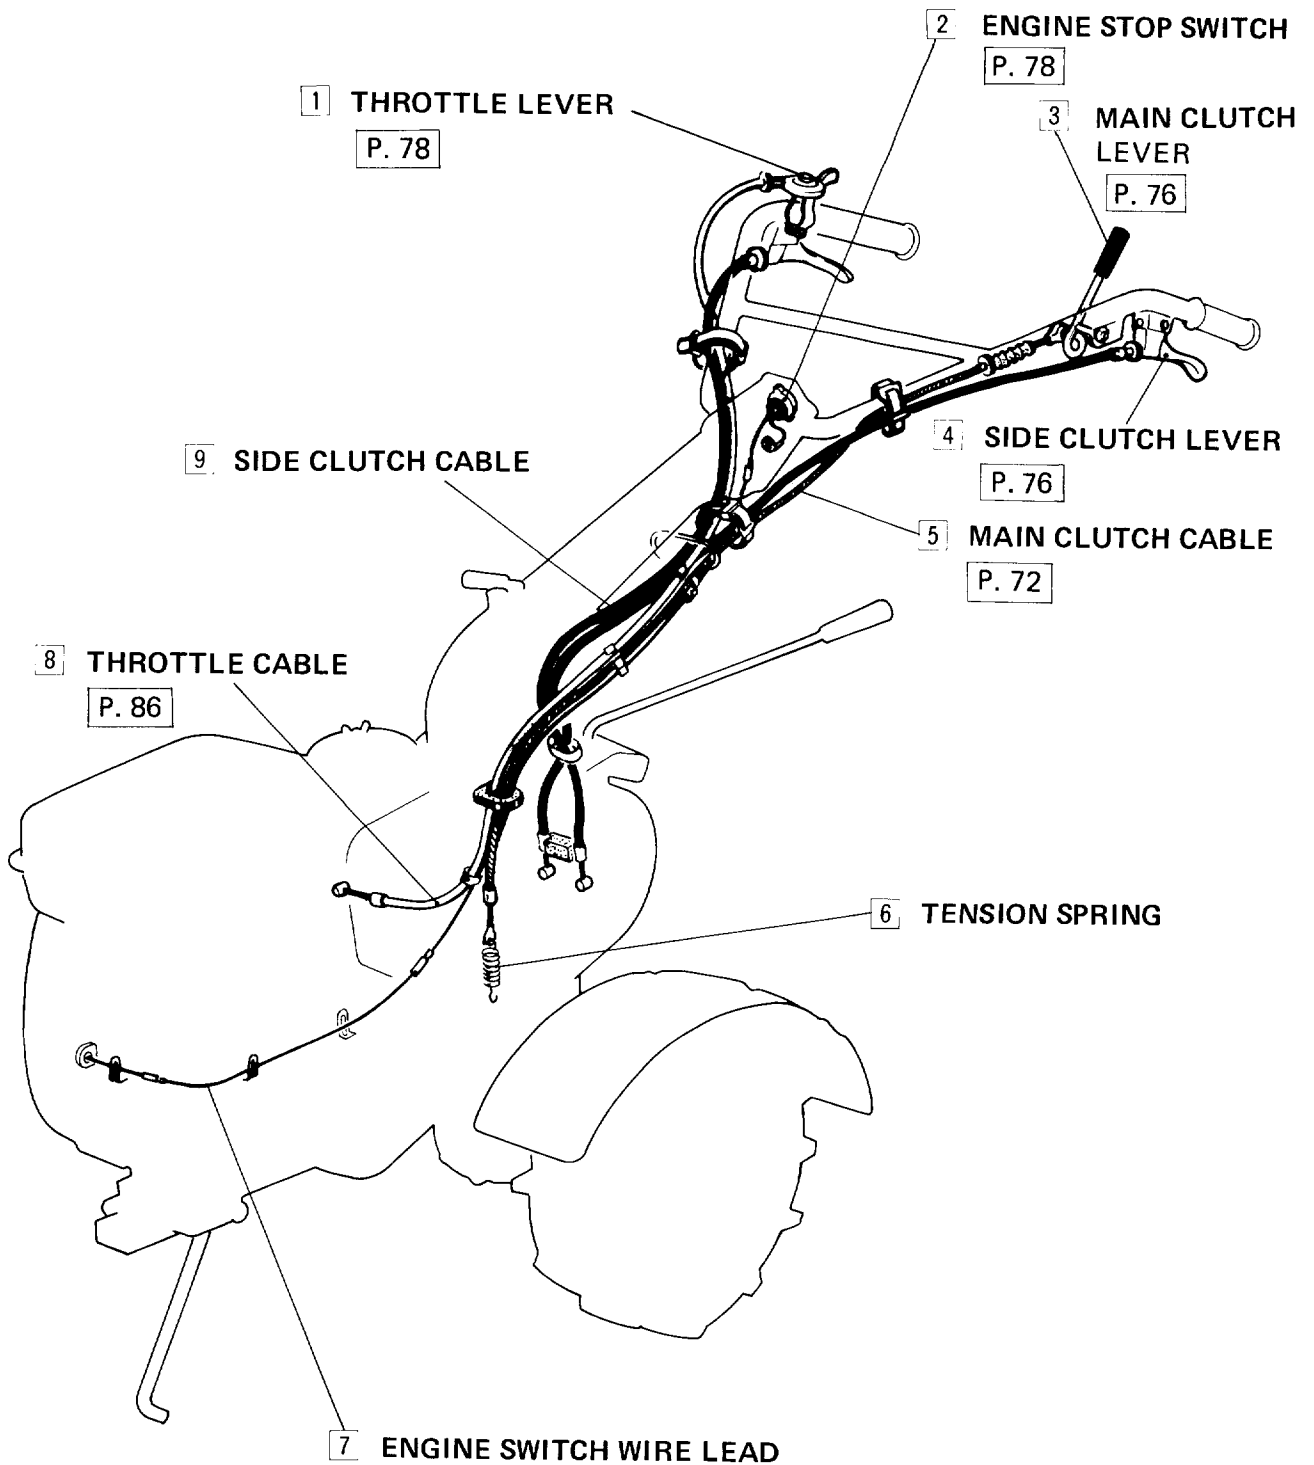 2 ENGINE STOP SWITCH
P. 78
1 THROTTLE LEVER
P. 78
3 MAIN CLUTCH
LEVER
P. 76
4 SIDE CLUTCH LEVER
P. 76
9 SIDE CLUTCH CABLE
5 MAIN CLUTCH CABLE
P. 72
8 THROTTLE CABLE
P. 86
6 TENSION SPRING
7 ENGINE SWITCH WIRE LEAD